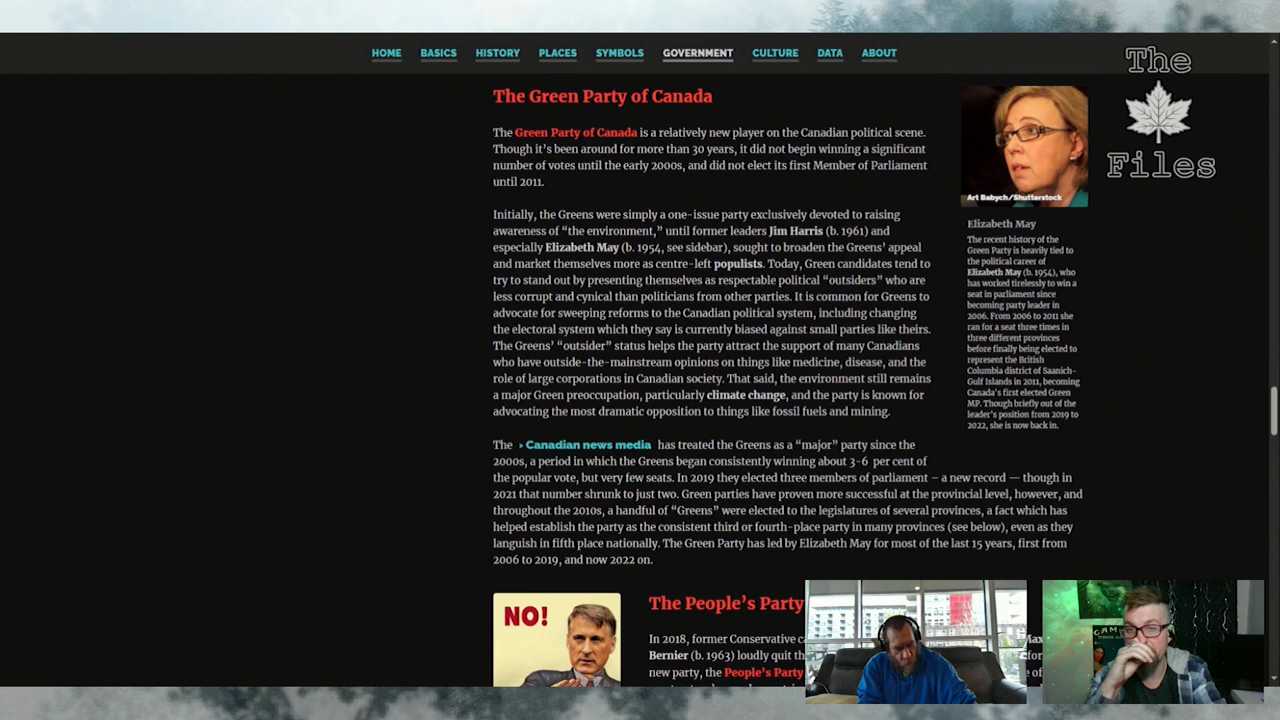 HOME BASICS HISTORY PLACES SYMBOLS GOVERNMENT CULTURE DATA ABOUT
The
Files
The Green Party of Canada
The Green Party of Canada is a relatively new player on the Canadian political scene.
Though it’s been around for more than 30 years, it did not begin winning a significant
number of votes until the early 2000s, and did not elect its first Member of Parliament
until 2011.
Initially, the Greens were simply a one-issue party exclusively devoted to raising
awareness of “the environment,” until former leaders Jim Harris (b. 1961) and
especially Elizabeth May (b. 1954, see sidebar), sought to broaden the Greens’ appeal
and market themselves more as centre-left populists. Today, Green candidates tend to
try to stand out by presenting themselves as respectable political “outsiders” who are
less corrupt and cynical than politicians from other parties. It is common for Greens to
advocate for sweeping reforms to the Canadian political system, including changing
the electoral system which they say is currently biased against small parties like theirs.
The Greens’ “outsider” status helps the party attract the support of many Canadians
who have outside-the-mainstream opinions on things like medicine, disease, and the
role of large corporations in Canadian society. That said, the environment still remains
a major Green preoccupation, particularly climate change, and the party is known for
advocating the most dramatic opposition to things like fossil fuels and mining.
Art Babych/Shutterstock
Elizabeth May
The recent history of the
Green Party is heavily tied to
the political career of
Elizabeth May (b. 1954), who
has worked tirelessly to win a
seat in parliament since
becoming party leader in
2006. From 2006 to 2011 she
ran for a seat three times in
three different provinces
before finally being elected to
represent the British
Columbia district of Saanich-
Gulf Islands in 2011, becoming
Canada’s first elected Green
MP. Though briefly out of the
leader’s position from 2019 to
2022, she is now back in.
The › Canadian news media has treated the Greens as a “major” party since the
2000s, a period in which the Greens began consistently winning about 3-6 per cent of
the popular vote, but very few seats. In 2019 they elected three members of parliament – a new record — though in
2021 that number shrunk to just two. Green parties have proven more successful at the provincial level, however, and
throughout the 2010s, a handful of “Greens” were elected to the legislatures of several provinces, a fact which has
helped establish the party as the consistent third or fourth-place party in many provinces (see below), even as they
languish in fifth place nationally. The Green Party has led by Elizabeth May for most of the last 15 years, first from
2006 to 2019, and now 2022 on.
NO!
The People’s Party
In 2018, former Conservative
Bernier (b. 1963) loudly quit
new party, the People’s Party